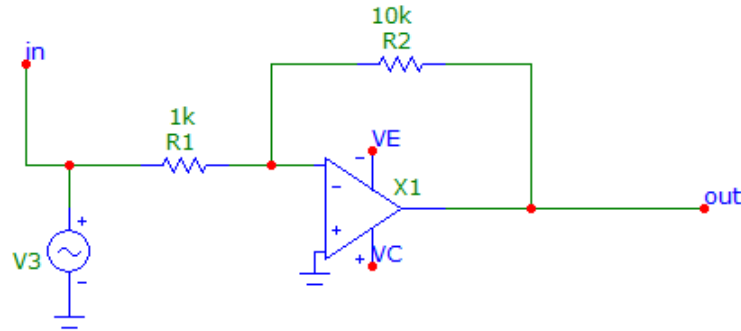 10k
R2
in
1k
R1
- VE
X1
-
+
out
+
V3
-
+ VC